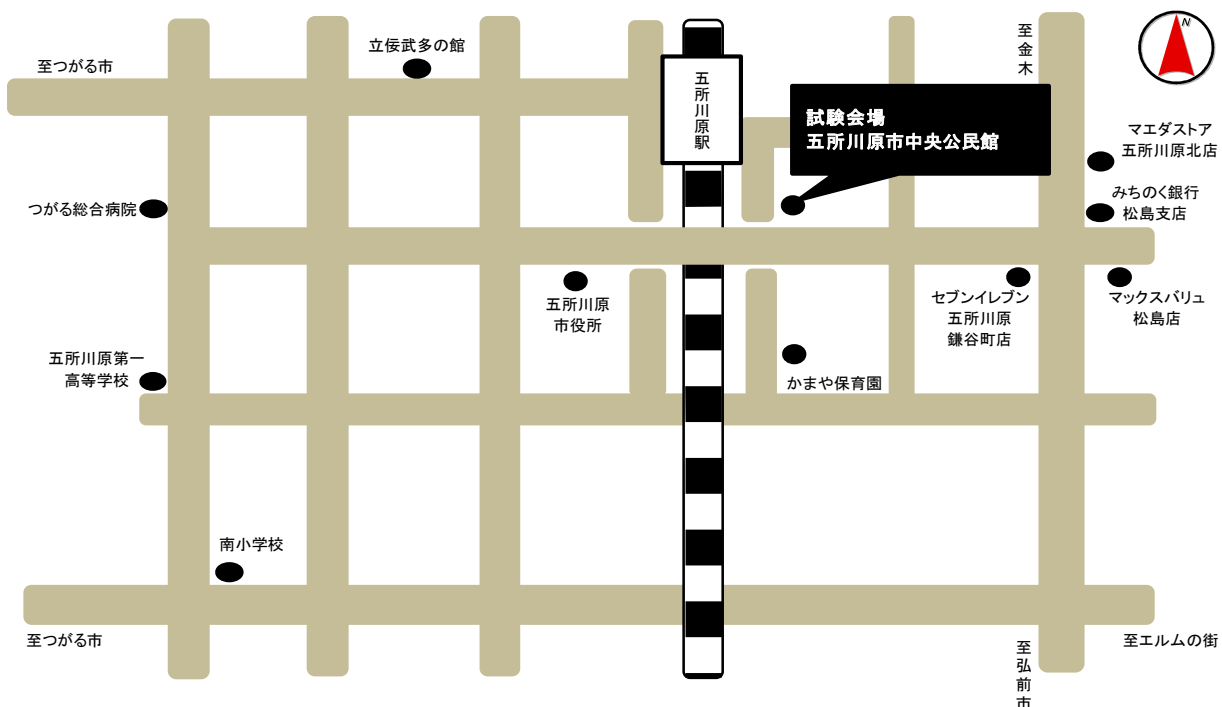 立佞武多の館
至つがる市
五所川原駅
至金木
N
試験会場
五所川原市中央公民館
マエダストア
五所川原北店
つがる総合病院
みちのく銀行
松島支店
五所川原
市役所
セブンイレブン
五所川原
鎌谷町店
マックスバリュ
松島店
五所川原第一
高等学校
かまや保育園
南小学校
至つがる市
至弘前市
至エルムの街